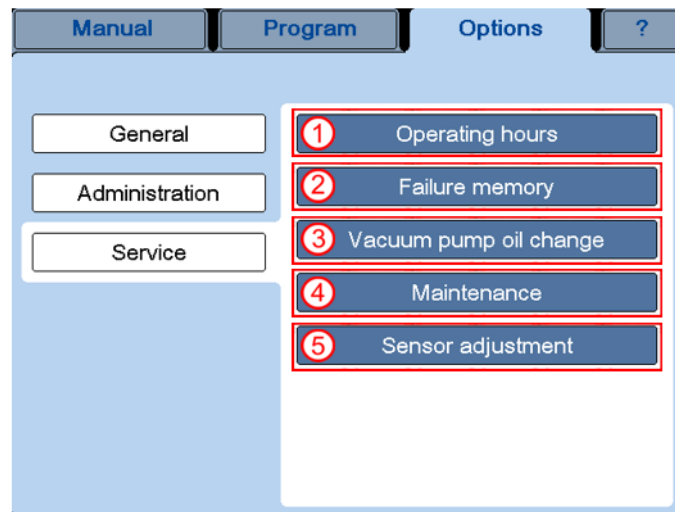 Manual Program Options ?
General
Administration
Service
1 Operating hours
2 Failure memory
3 Vacuum pump oil change
4 Maintenance
5 Sensor adjustment